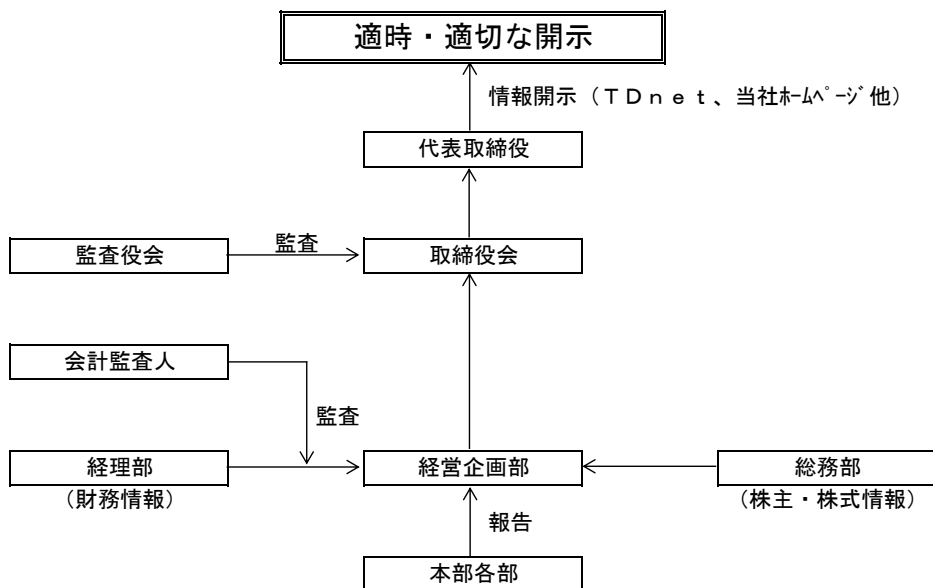 適時・適切な開示
情報開示（ＴＤｎｅｔ、当社ﾎｰﾑﾍﾟｰｼﾞ他）
代表取締役
監査役会
監査
取締役会
会計監査人
監査
経理部
経営企画部
総務部
（財務情報）
（株主・株式情報）
報告
本部各部